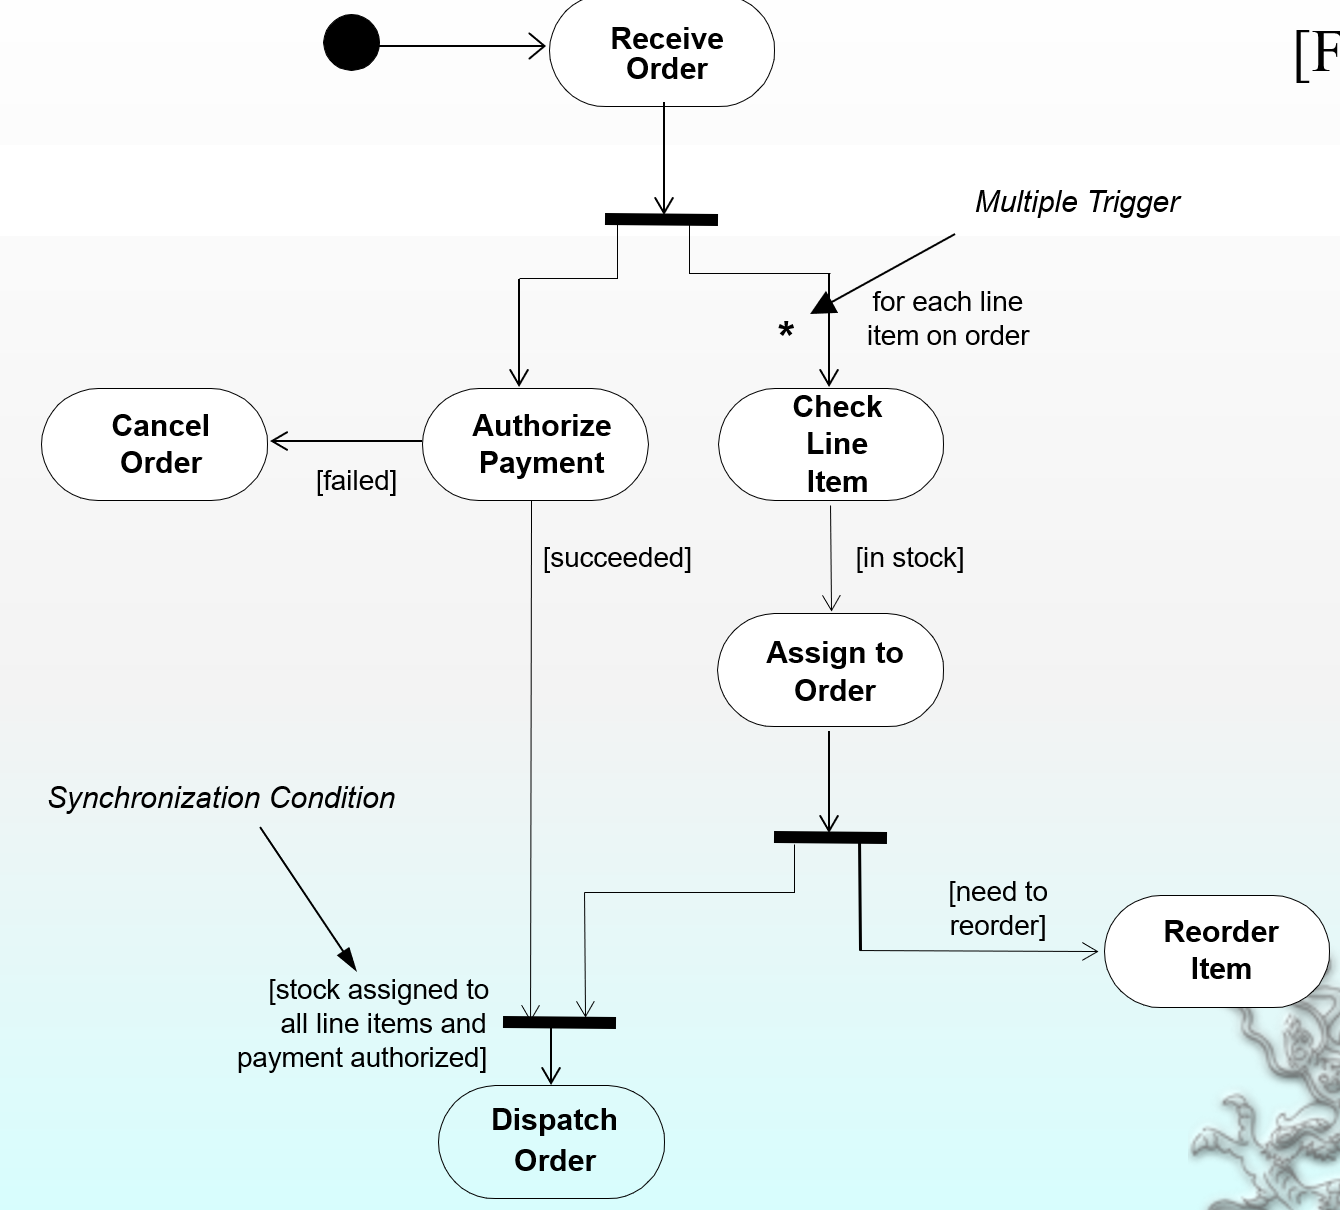 Receive
Order
[F
Multiple Trigger
for each line
item on order
*
Cancel
Order
[failed]
Authorize
Payment
Check
Line
Item
[succeeded]
[in stock]
Assign to
Order
Synchronization Condition
[need to
reorder]
Reorder
Item
[stock assigned to
all line items and
payment authorized]
Dispatch
Order